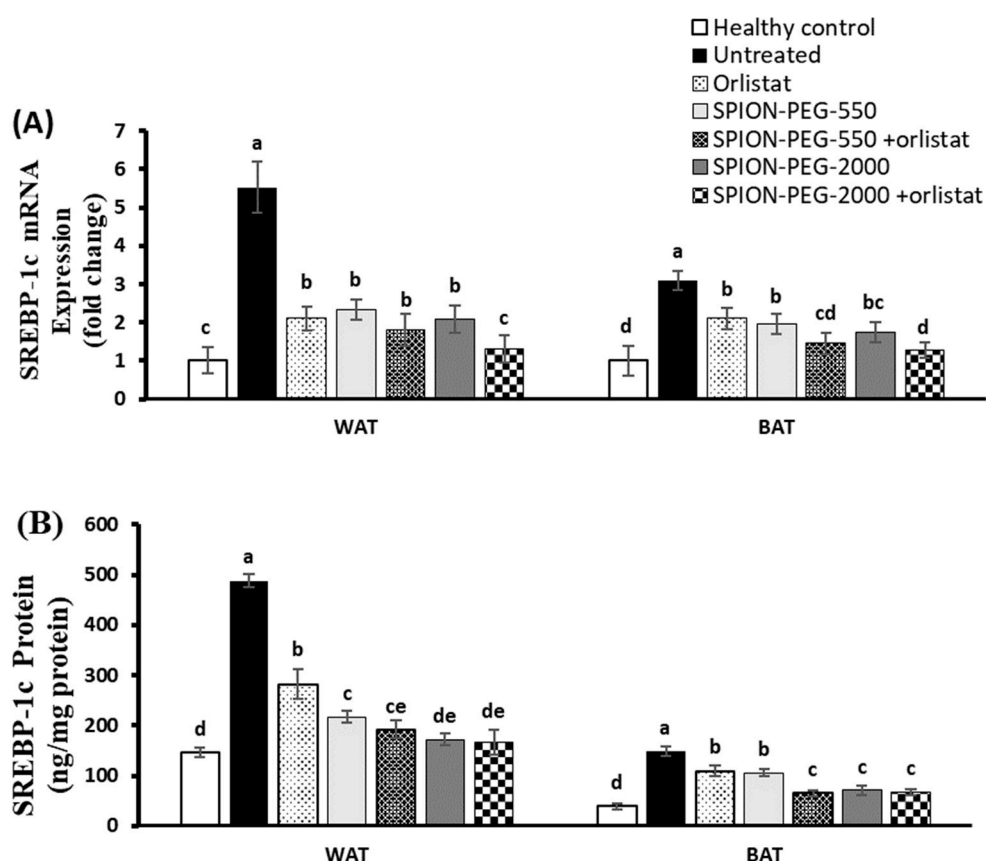 Healthy control
Untreated
Orlistat
SPION-PEG-550
SPION-PEG-550 +orlistat
SPION-PEG-2000
SPION-PEG-2000 +orlistat
(A)
SREBP-1c mRNA
Expression
(fold change)
7
6
5
4
3
2
1
0
c a b b b b c
d a b b cd bc d
WAT BAT
(B)
SREBP-1c Protein
(ng/mg protein)
600
500
400
300
200
100
0
d a b c ce de de
d a b b c c c
WAT BAT